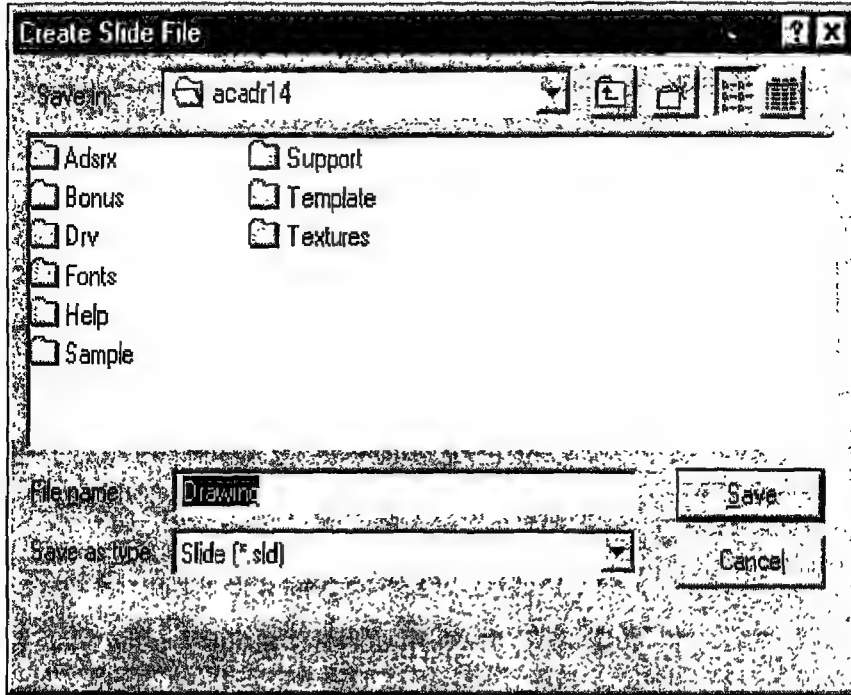 Create Slide File
Save in:
acadr14
Adsrx
Bonus
Drv
Fonts
Help
Sample
Support
Template
Textures
File name:
Drawing
Save
Save as type:
Slide (*.sld)
Cancel